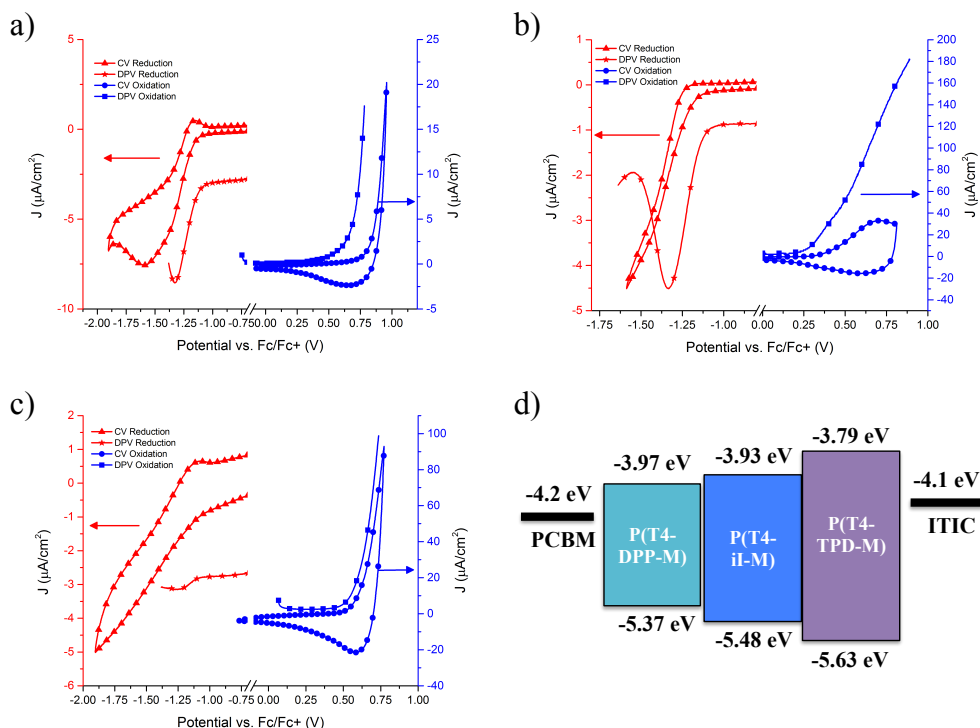 a)
CV Reduction
DPV Reduction
CV Oxidation
DPV Oxidation
J (µA/cm²)
5
0
-5
-10
25
20
15
10
5
0
-5
J (µA/cm²)
-2.00 -1.75 -1.50 -1.25 -1.00 -0.75 0.00 0.25 0.50 0.75 1.00
Potential vs. Fc/Fc+ (V)
b)
CV Reduction
DPV Reduction
CV Oxidation
DPV Oxidation
J (µA/cm²)
1
0
-1
-2
-3
-4
-5
200
180
160
140
120
100
80
60
40
20
0
-20
-40
J (µA/cm²)
-1.75 -1.50 -1.25 -1.00 0.00 0.25 0.50 0.75 1.00
Potential vs. Fc/Fc+ (V)
c)
CV Reduction
DPV Reduction
CV Oxidation
DPV Oxidation
J (µA/cm²)
2
1
0
-1
-2
-3
-4
-5
-6
100
80
60
40
20
0
-20
-40
J (µA/cm²)
-2.00 -1.75 -1.50 -1.25 -1.00 -0.75 0.00 0.25 0.50 0.75 1.00
Potential vs. Fc/Fc+ (V)
d)
-4.2 eV
PCBM
-3.97 eV
P(T4-
DPP-M)
-5.37 eV
-3.93 eV
P(T4-
iI-M)
-5.48 eV
-3.79 eV
P(T4-
TPD-M)
-5.63 eV
-4.1 eV
ITIC